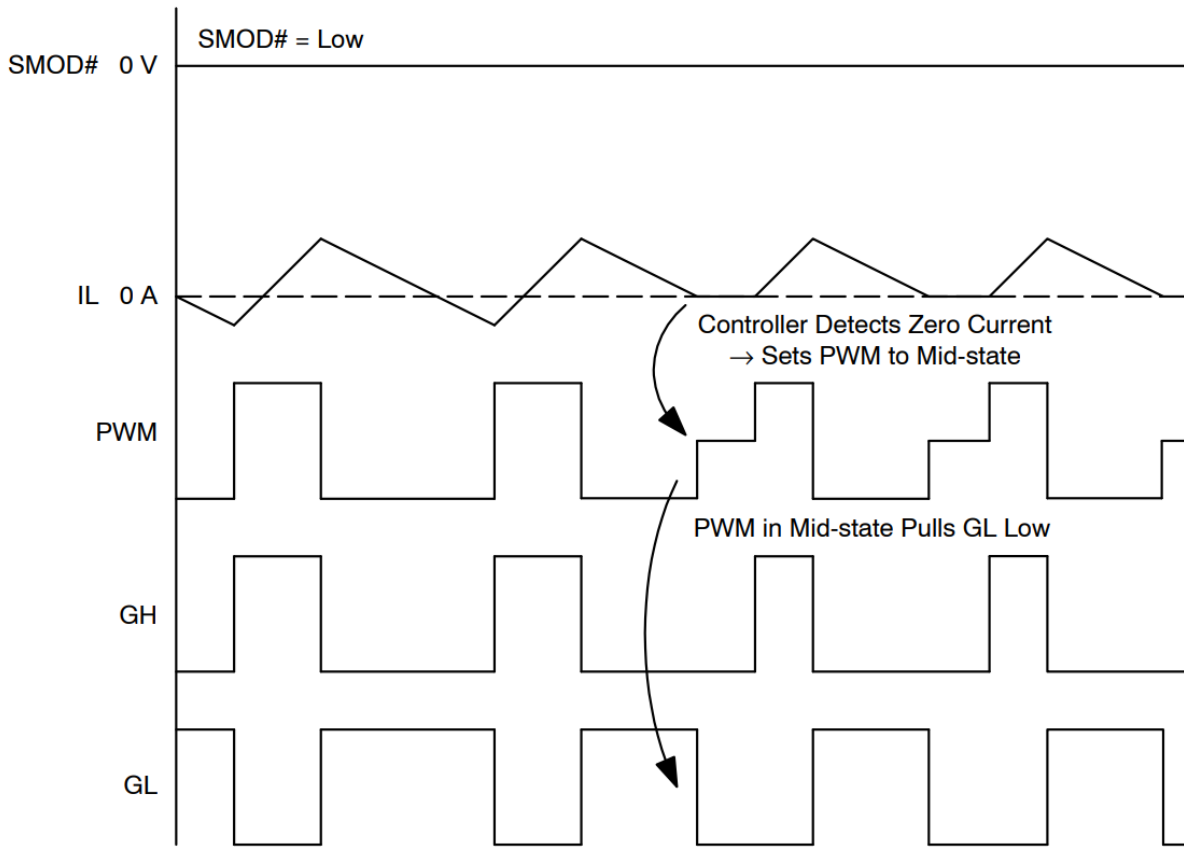 SMOD# = Low
SMOD# 0 V
IL 0 A
Controller Detects Zero Current
→ Sets PWM to Mid-state
PWM
PWM in Mid-state Pulls GL Low
GH
GL